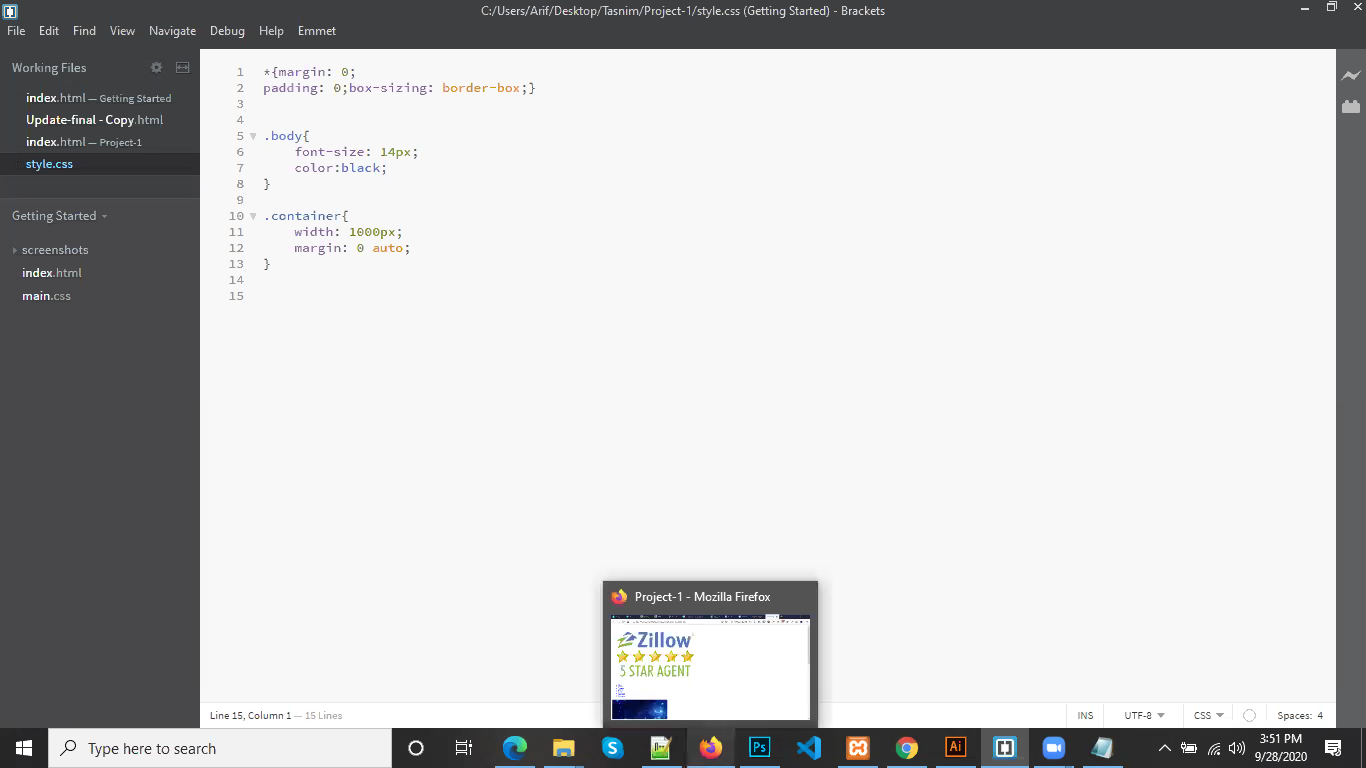 C:/Users/Arif/Desktop/Tasnim/Project-1/style.css (Getting Started) - Brackets
File Edit Find View Navigate Debug Help Emmet
Working Files
index.html — Getting Started
Update-final - Copy.html
index.html — Project-1
style.css
Getting Started
screenshots
index.html
main.css
1 *{margin: 0;
2 padding: 0;box-sizing: border-box;}
3
4
5 .body{
6 font-size: 14px;
7 color:black;
8 }
9
10 .container{
11 width: 1000px;
12 margin: 0 auto;
13 }
14
15
Project-1 - Mozilla Firefox
Zillow
5 STAR AGENT
Line 15, Column 1 — 15 Lines
INS UTF-8 CSS Spaces: 4
Type here to search
Ps
Ai
3:51 PM
9/28/2020